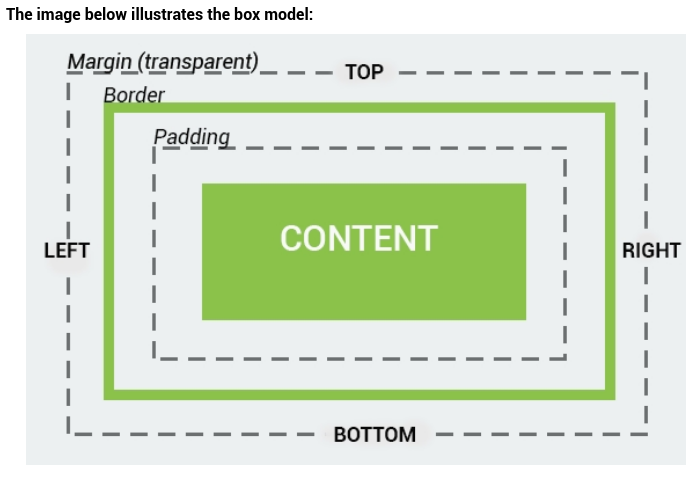 The image below illustrates the box model:
Margin (transparent)
TOP
Border
Padding
CONTENT
LEFT
RIGHT
BOTTOM